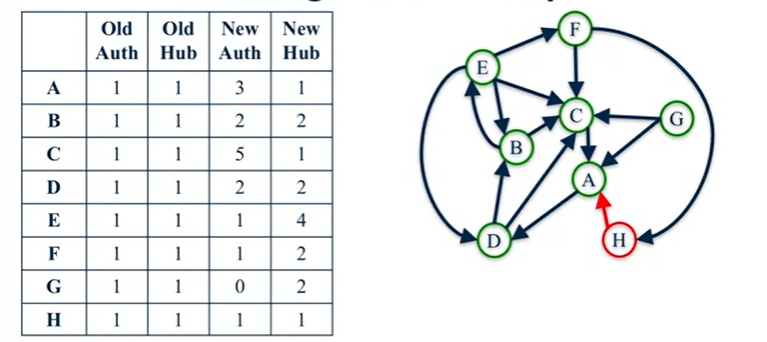 Old Auth Old Hub New Auth New Hub
A 1 1 3 1
B 1 1 2 2
C 1 1 5 1
D 1 1 2 2
E 1 1 1 4
F 1 1 1 2
G 1 1 0 2
H 1 1 1 1
F
E
C
G
B
A
D
H